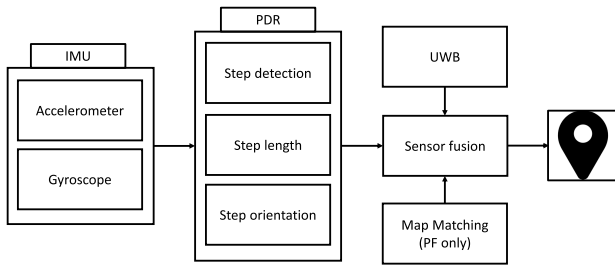 IMU
Accelerometer
Gyroscope
PDR
Step detection
Step length
Step orientation
UWB
Sensor fusion
Map Matching
(PF only)